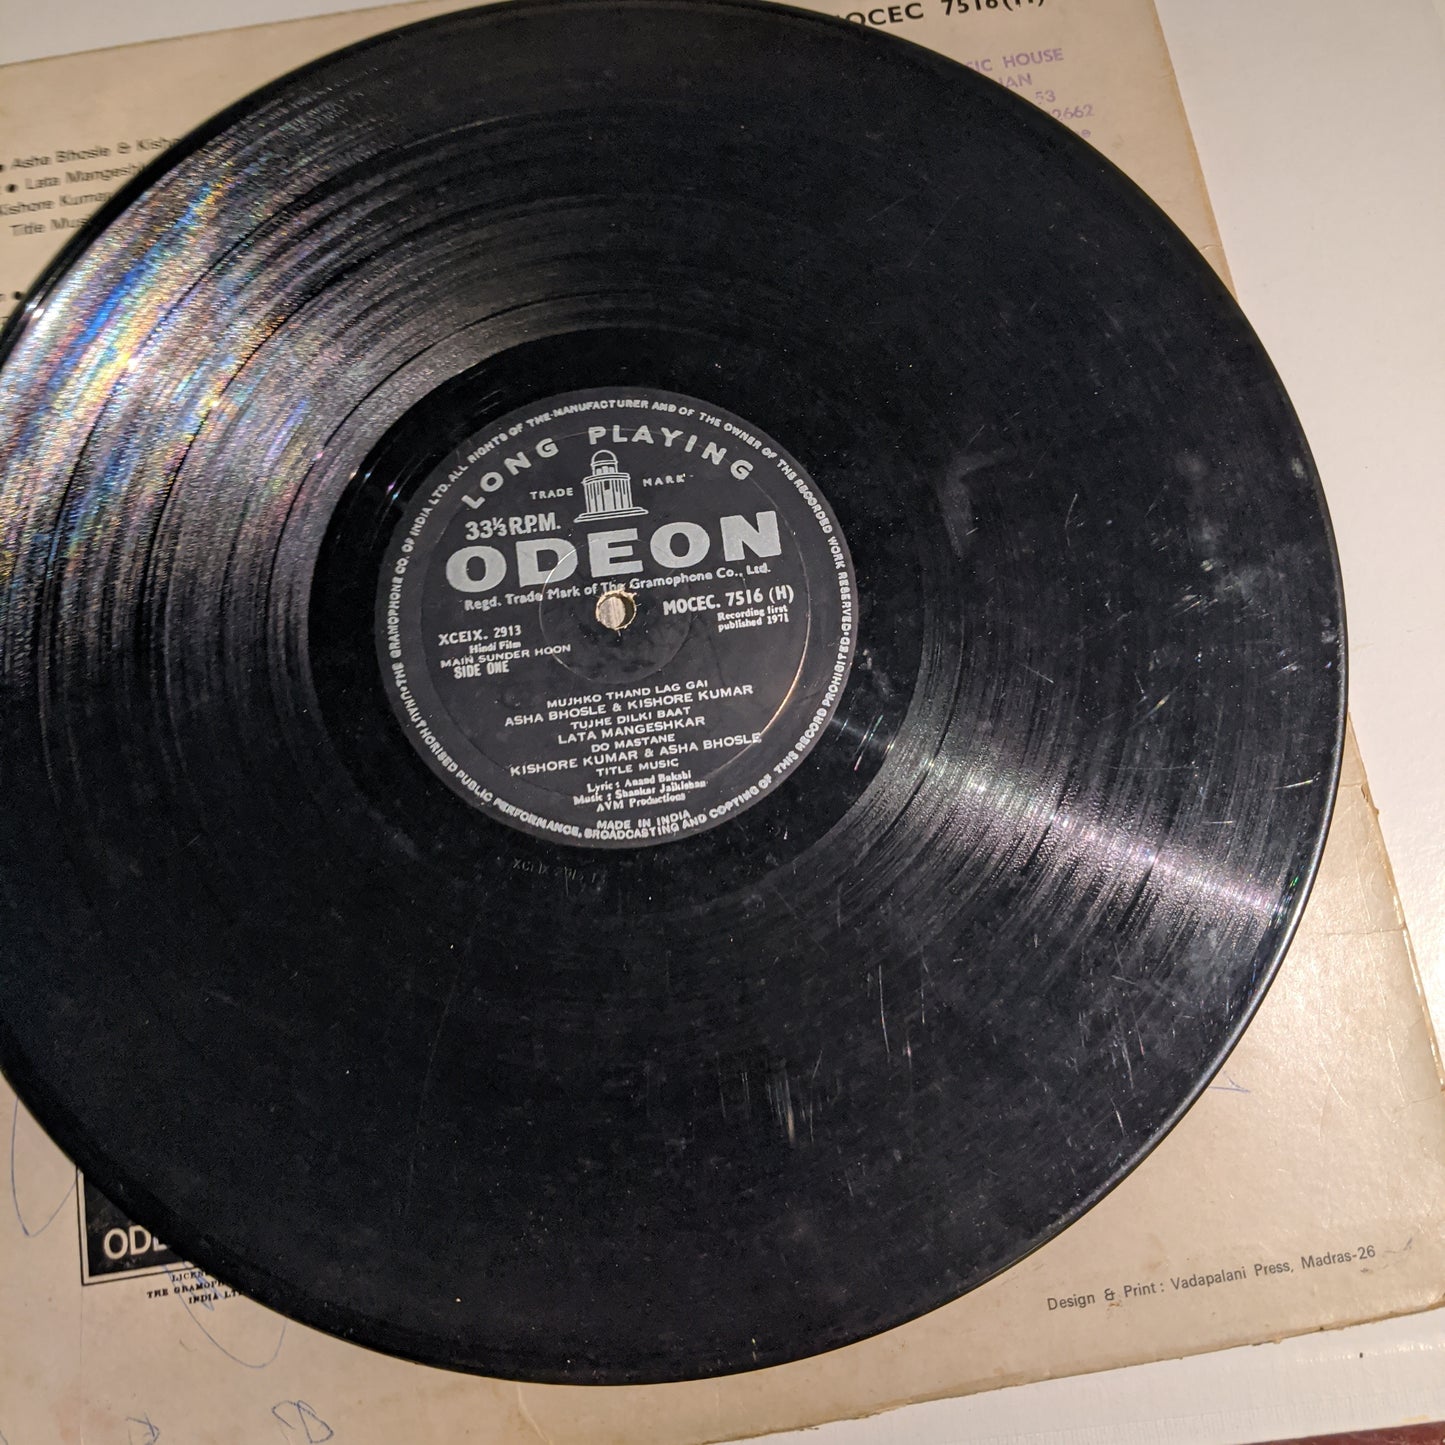 MOCEC 7516(H)
SIC HOUSE
53
2662
Asha Bhosle & Kish
Lata Mangesh
Kishore Kumar
Title Mus
UNAUTHORISED PUBLIC PERFORMANCE, BROADCASTING AND COPYING OF THIS RECORD PROHIBITED • THE GRAMOPHONE CO. OF INDIA LTD. ALL RIGHTS OF THE MANUFACTURER AND OF THE OWNER OF THE RECORDED WORK RESERVED •
LONG PLAYING
TRADE MARK
33⅓ R.P.M.
ODEON
Regd. Trade Mark of The Gramophone Co., Ltd.
MOCEC. 7516 (H)
Recording first
published 1971
XCEIX. 2913
Hindi Film
MAIN SUNDER HOON
SIDE ONE
MUJHKO THAND LAG GAI
ASHA BHOSLE & KISHORE KUMAR
TUJHE DILKI BAAT
LATA MANGESHKAR
DO MASTANE
KISHORE KUMAR & ASHA BHOSLE
TITLE MUSIC
Lyric : Anand Bakshi
Music : Shankar Jaikishan
AVM Productions
MADE IN INDIA
ODE
LICEN
THE GRAMOPH
INDIA LT
Design & Print : Vadapalani Press, Madras-26